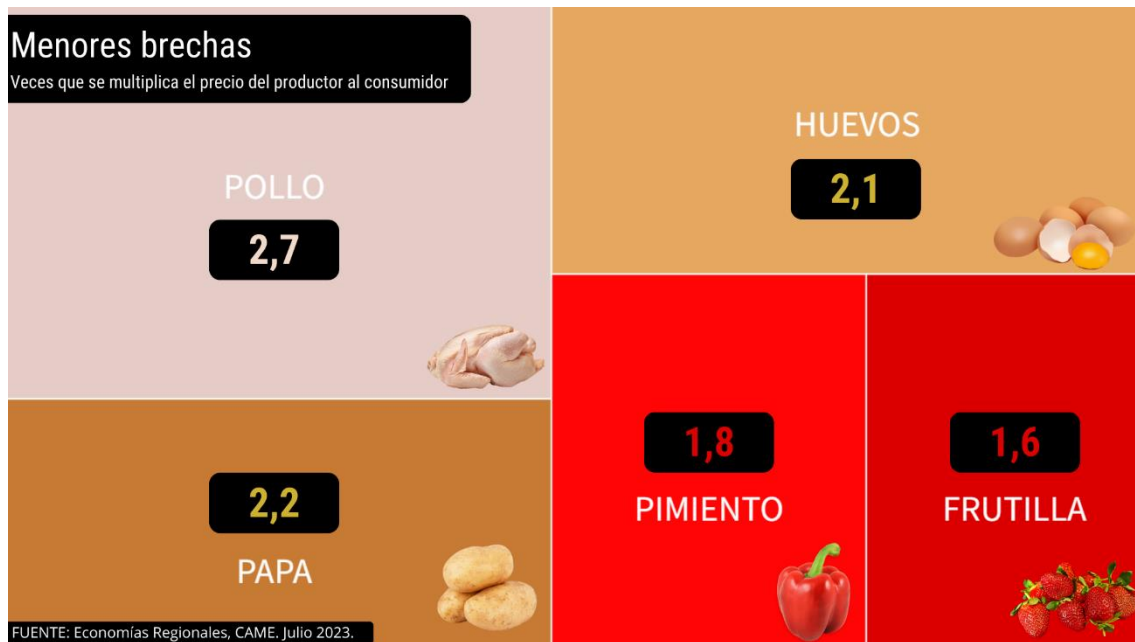 Menores brechas
Veces que se multiplica el precio del productor al consumidor
POLLO
2,7
HUEVOS
2,1
2,2
PAPA
1,8
PIMIENTO
1,6
FRUTILLA
FUENTE: Economías Regionales, CAME. Julio 2023.